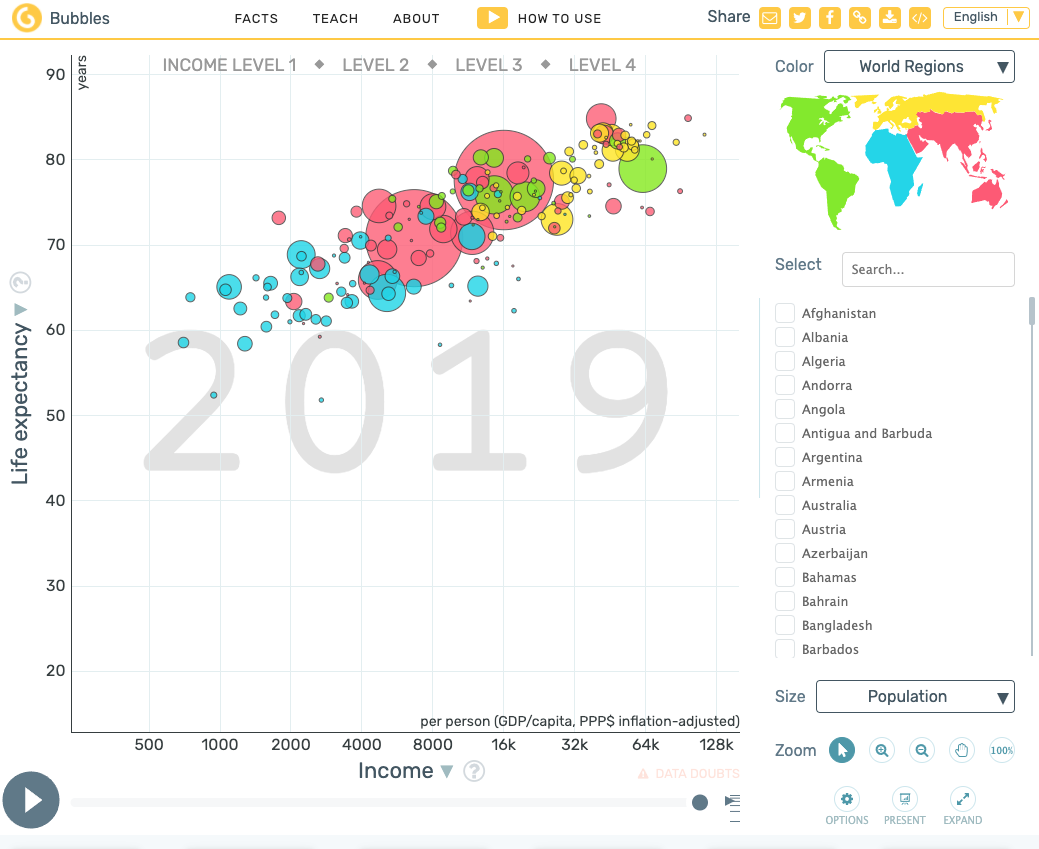 Bubbles FACTS TEACH ABOUT HOW TO USE Share </> English ▼
years
INCOME LEVEL 1 ◆ LEVEL 2 ◆ LEVEL 3 ◆ LEVEL 4
90
80
70
60
50
40
30
20
Life expectancy ▼ ?
2019
per person (GDP/capita, PPP$ inflation-adjusted)
500 1000 2000 4000 8000 16k 32k 64k 128k
Income ▼ ?
DATA DOUBTS
Color World Regions ▼
Select Search...
Afghanistan
Albania
Algeria
Andorra
Angola
Antigua and Barbuda
Argentina
Armenia
Australia
Austria
Azerbaijan
Bahamas
Bahrain
Bangladesh
Barbados
Size Population ▼
Zoom 100%
OPTIONS PRESENT EXPAND